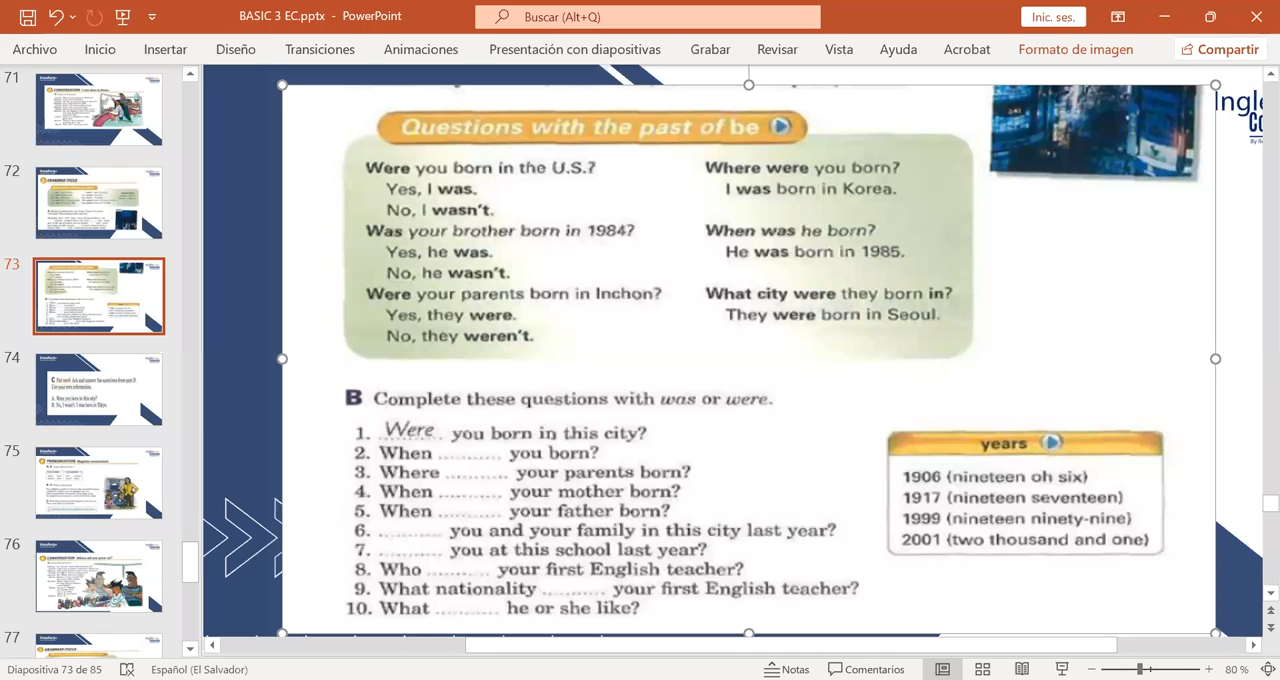 BASIC 3 EC.pptx - PowerPoint
Buscar (Alt+Q)
Inic. ses.
Archivo Inicio Insertar Diseño Transiciones Animaciones Presentación con diapositivas Grabar Revisar Vista Ayuda Acrobat Formato de imagen Compartir
71
72
73
74
75
76
77
Questions with the past of be
Were you born in the U.S.?
Yes, I was.
No, I wasn't.
Was your brother born in 1984?
Yes, he was.
No, he wasn't.
Were your parents born in Inchon?
Yes, they were.
No, they weren't.
Where were you born?
I was born in Korea.
When was he born?
He was born in 1985.
What city were they born in?
They were born in Seoul.
B Complete these questions with was or were.
1. Were you born in this city?
2. When .......... you born?
3. Where .......... your parents born?
4. When .......... your mother born?
5. When .......... your father born?
6. .......... you and your family in this city last year?
7. .......... you at this school last year?
8. Who .......... your first English teacher?
9. What nationality .......... your first English teacher?
10. What .......... he or she like?
years
1906 (nineteen oh six)
1917 (nineteen seventeen)
1999 (nineteen ninety-nine)
2001 (two thousand and one)
Diapositiva 73 de 85 Español (El Salvador) Notas Comentarios 80 %